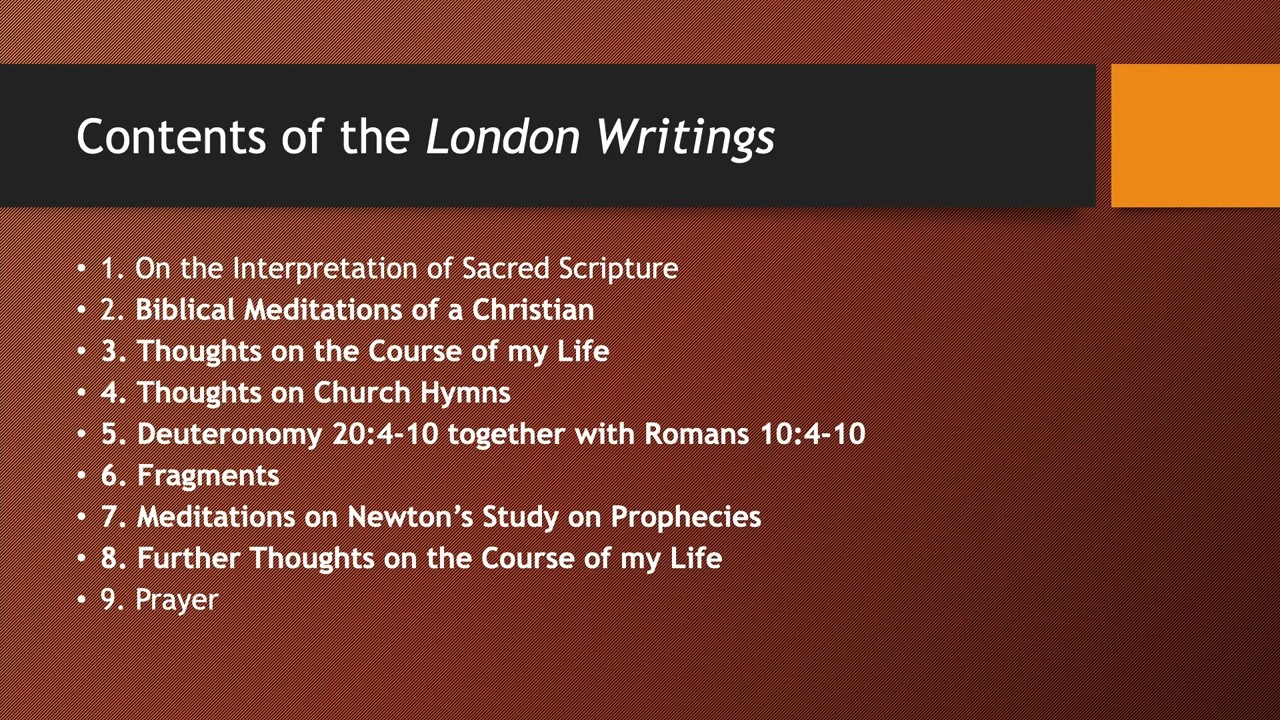 Contents of the London Writings
• 1. On the Interpretation of Sacred Scripture
• 2. Biblical Meditations of a Christian
• 3. Thoughts on the Course of my Life
• 4. Thoughts on Church Hymns
• 5. Deuteronomy 20:4-10 together with Romans 10:4-10
• 6. Fragments
• 7. Meditations on Newton’s Study on Prophecies
• 8. Further Thoughts on the Course of my Life
• 9. Prayer